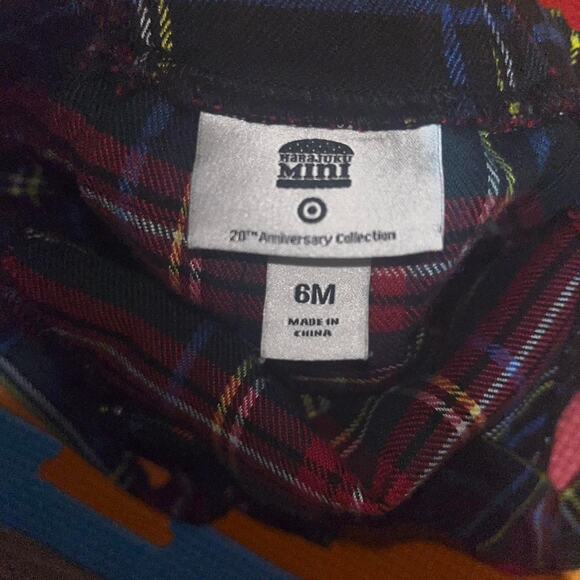 HaraJUKU
MINI
20TH Anniversary Collection
6M
MADE IN
CHINA